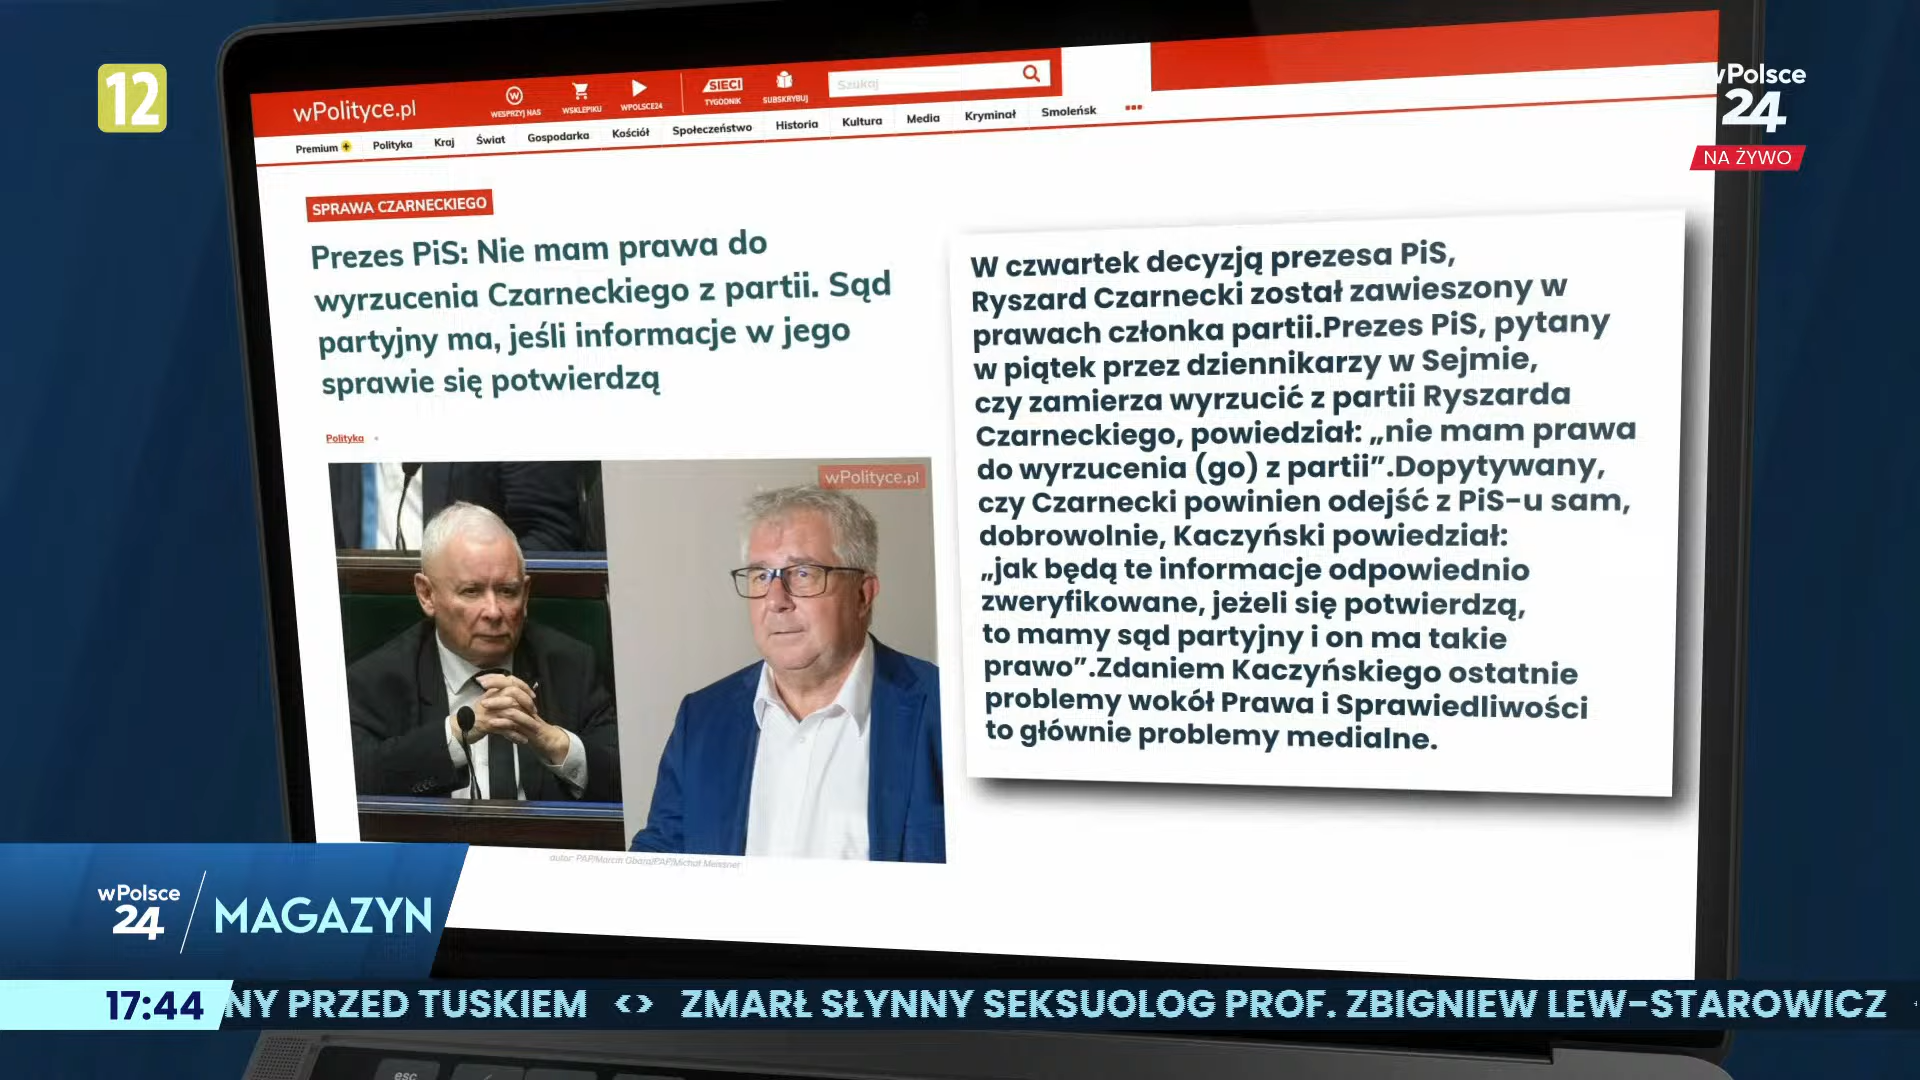 12
wPolityce.pl
WESPRZYJ NAS
WSKLEPIKU
WPOLSCE24
SIECI
TYGODNIK
SUBSKRYBUJ
Szukaj
wPolsce
24
NA ŻYWO
Premium + Polityka Kraj Świat Gospodarka Kościół Społeczeństwo Historia Kultura Media Kryminał Smoleńsk
SPRAWA CZARNECKIEGO
Prezes PiS: Nie mam prawa do
wyrzucenia Czarneckiego z partii. Sąd
partyjny ma, jeśli informacje w jego
sprawie się potwierdzą
Polityka
wPolityce.pl
W czwartek decyzją prezesa PiS,
Ryszard Czarnecki został zawieszony w
prawach członka partii.Prezes PiS, pytany
w piątek przez dziennikarzy w Sejmie,
czy zamierza wyrzucić z partii Ryszarda
Czarneckiego, powiedział: „nie mam prawa
do wyrzucenia (go) z partii”.Dopytywany,
czy Czarnecki powinien odejść z PiS-u sam,
dobrowolnie, Kaczyński powiedział:
„jak będą te informacje odpowiednio
zweryfikowane, jeżeli się potwierdzą,
to mamy sąd partyjny i on ma takie
prawo”.Zdaniem Kaczyńskiego ostatnie
problemy wokół Prawa i Sprawiedliwości
to głównie problemy medialne.
wPolsce
24
MAGAZYN
17:44
NY PRZED TUSKIEM <> ZMARŁ SŁYNNY SEKSUOLOG PROF. ZBIGNIEW LEW-STAROWICZ
esc